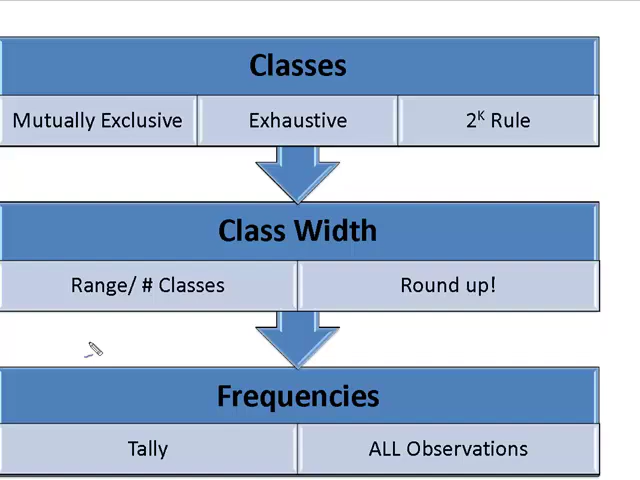 Classes
Mutually Exclusive
Exhaustive
2ᴷ Rule
Class Width
Range/ # Classes
Round up!
Frequencies
Tally
ALL Observations